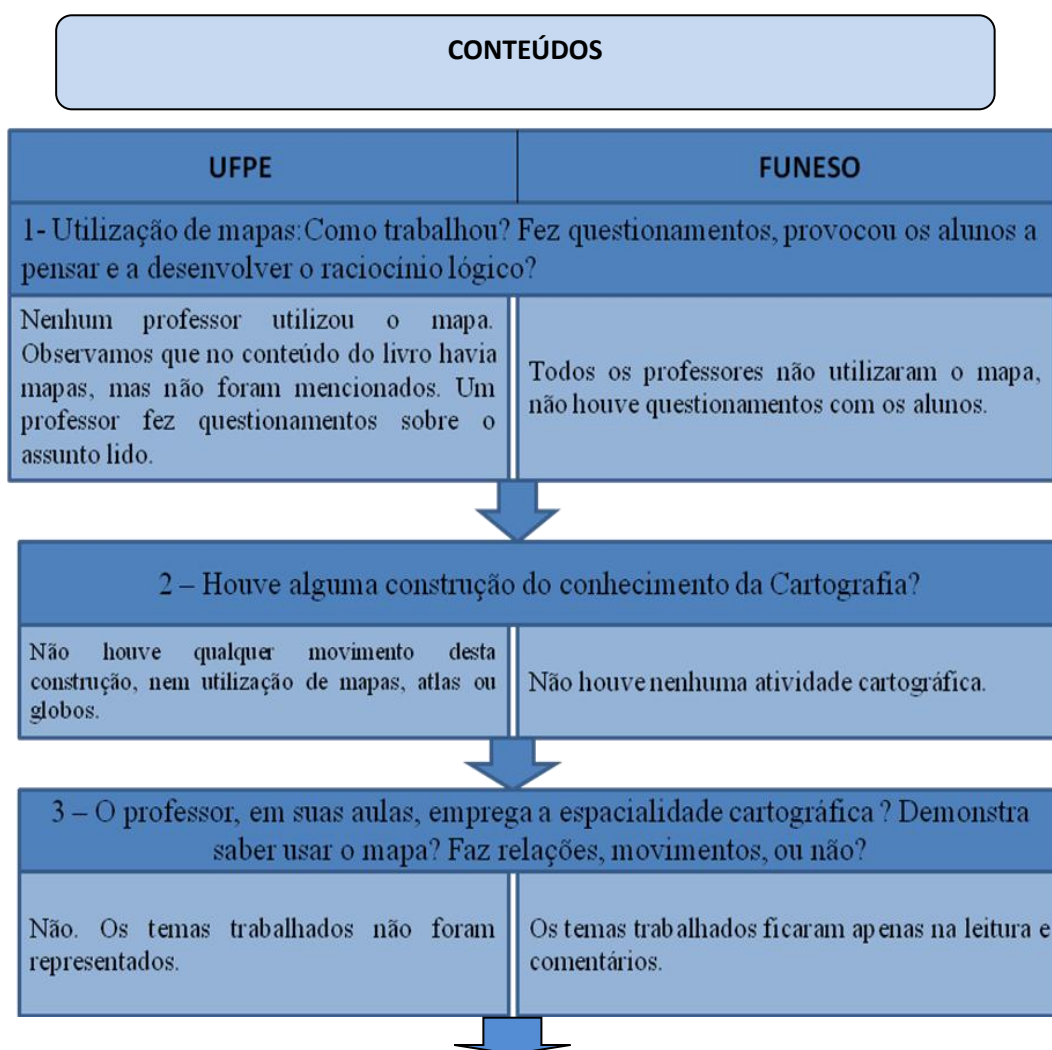 CONTEÚDOS
UFPE
FUNESO
1- Utilização de mapas:Como trabalhou? Fez questionamentos, provocou os alunos a
pensar e a desenvolver o raciocínio lógico?
Nenhum professor utilizou o mapa.
Observamos que no conteúdo do livro havia
mapas, mas não foram mencionados. Um
professor fez questionamentos sobre o
assunto lido.
Todos os professores não utilizaram o mapa,
não houve questionamentos com os alunos.
2 – Houve alguma construção do conhecimento da Cartografia?
Não houve qualquer movimento desta
construção, nem utilização de mapas, atlas ou
globos.
Não houve nenhuma atividade cartográfica.
3 – O professor, em suas aulas, emprega a espacialidade cartográfica ? Demonstra
saber usar o mapa? Faz relações, movimentos, ou não?
Não. Os temas trabalhados não foram
representados.
Os temas trabalhados ficaram apenas na leitura e
comentários.